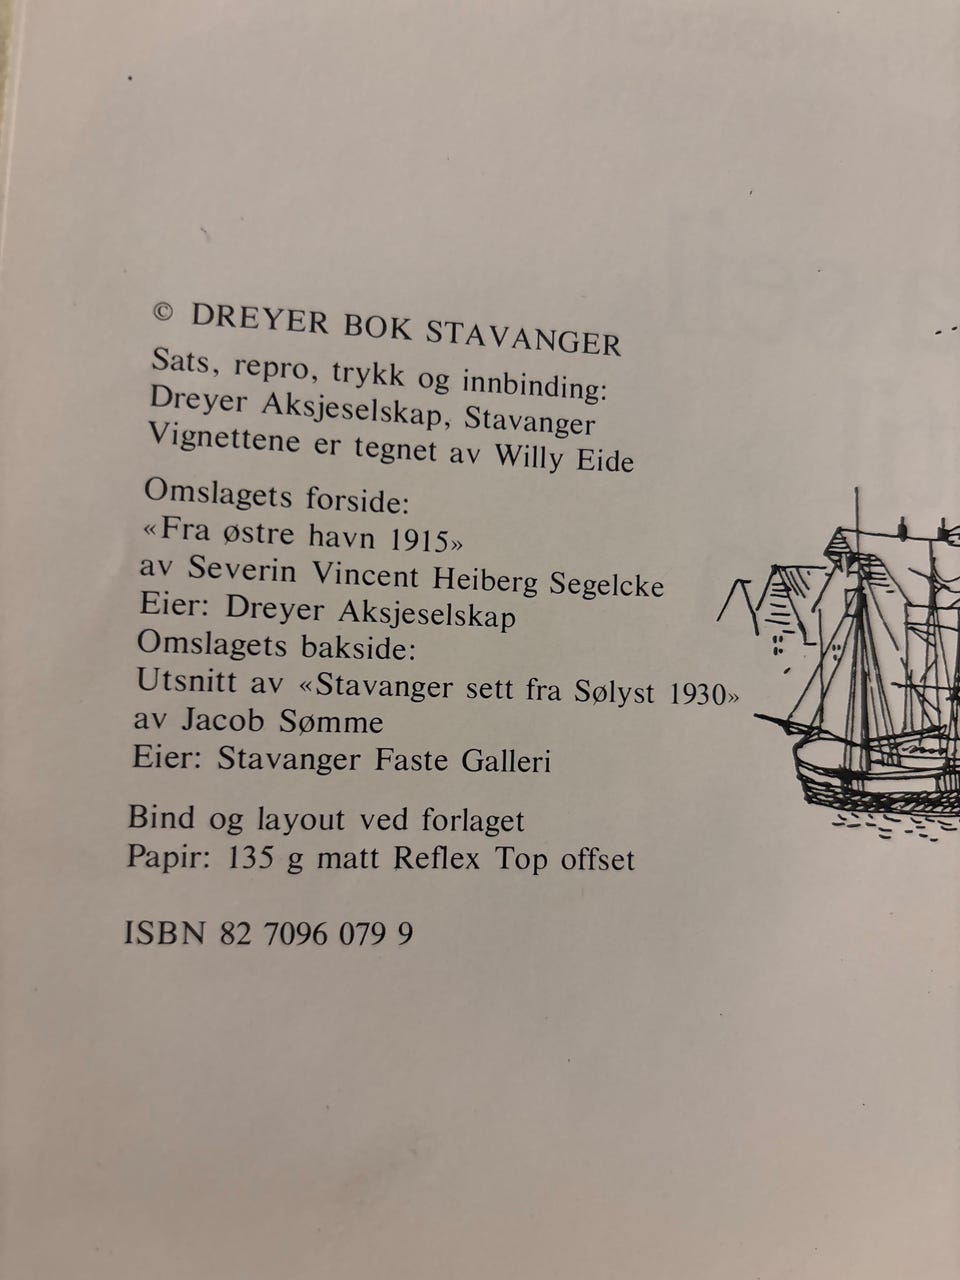 © DREYER BOK STAVANGER
Sats, repro, trykk og innbinding:
Dreyer Aksjeselskap, Stavanger
Vignettene er tegnet av Willy Eide
Omslagets forside:
«Fra østre havn 1915»
av Severin Vincent Heiberg Segelcke
Eier: Dreyer Aksjeselskap
Omslagets bakside:
Utsnitt av «Stavanger sett fra Sølyst 1930»
av Jacob Sømme
Eier: Stavanger Faste Galleri
Bind og layout ved forlaget
Papir: 135 g matt Reflex Top offset
ISBN 82 7096 079 9